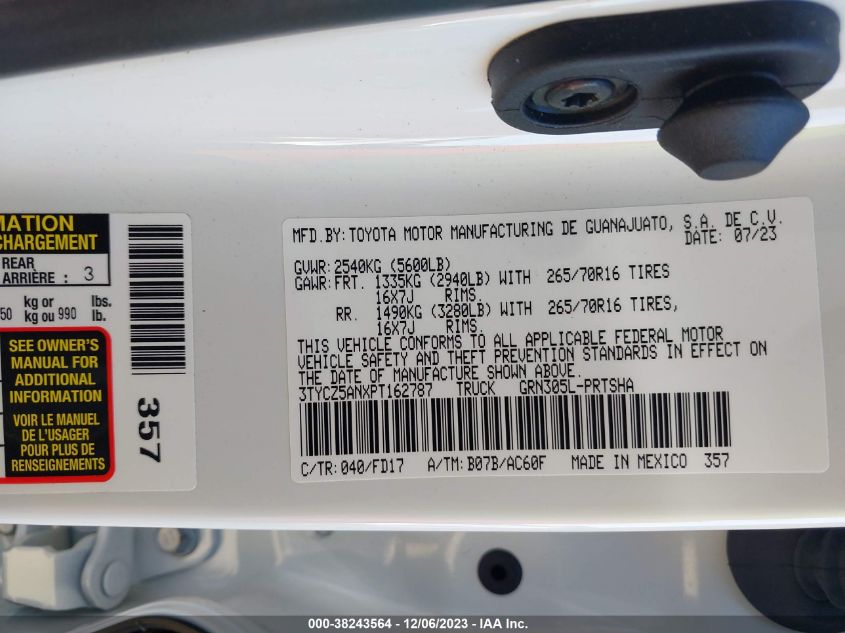 MATION
CHARGEMENT
REAR
ARRIÈRE : 3
50 kg or 990 lbs.
kg ou lb.
SEE OWNER'S
MANUAL FOR
ADDITIONAL
INFORMATION
VOIR LE MANUEL
DE L'USAGER
POUR PLUS DE
RENSEIGNEMENTS
357
MFD.BY: TOYOTA MOTOR MANUFACTURING DE GUANAJUATO, S.A. DE C.V.
DATE: 07/23
GVWR: 2540KG (5600LB)
GAWR: FRT. 1335KG (2940LB) WITH 265/70R16 TIRES
16X7J RIMS.
RR. 1490KG (3280LB) WITH 265/70R16 TIRES,
16X7J RIMS.
THIS VEHICLE CONFORMS TO ALL APPLICABLE FEDERAL MOTOR
VEHICLE SAFETY AND THEFT PREVENTION STANDARDS IN EFFECT ON
THE DATE OF MANUFACTURE SHOWN ABOVE.
3TYCZ5ANXPT162787 TRUCK GRN305L-PRTSHA
C/TR: 040/FD17 A/TM: B07B/AC60F MADE IN MEXICO 357
000-38243564 - 12/06/2023 - IAA Inc.